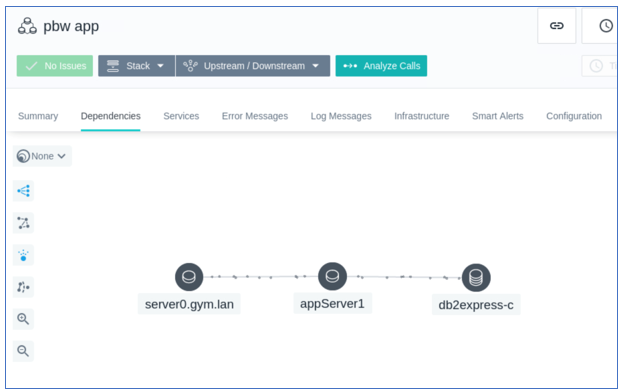 pbw app
No Issues
Stack
Upstream / Downstream
Analyze Calls
Summary
Dependencies
Services
Error Messages
Log Messages
Infrastructure
Smart Alerts
Configuration
None
server0.gym.lan
appServer1
db2express-c